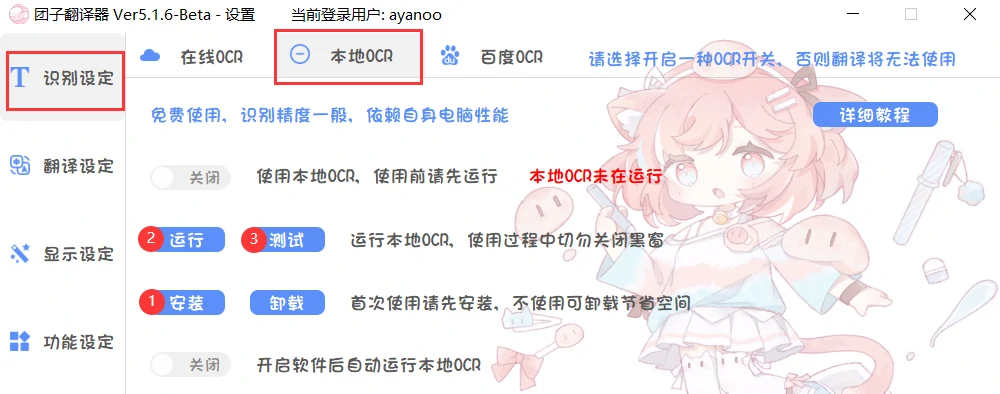 团子翻译器 Ver5.1.6-Beta - 设置 当前登录用户: ayanoo
识别设定
翻译设定
显示设定
功能设定
在线OCR 本地OCR 百度OCR 请选择开启一种OCR开关, 否则翻译将无法使用
免费使用, 识别精度一般, 依赖自身电脑性能 详细教程
关闭 使用本地OCR, 使用前请先运行 本地OCR未在运行
2 运行 3 测试 运行本地OCR, 使用过程中切勿关闭黑窗
1 安装 卸载 首次使用请先安装, 不使用可卸载节省空间
关闭 开启软件后自动运行本地OCR